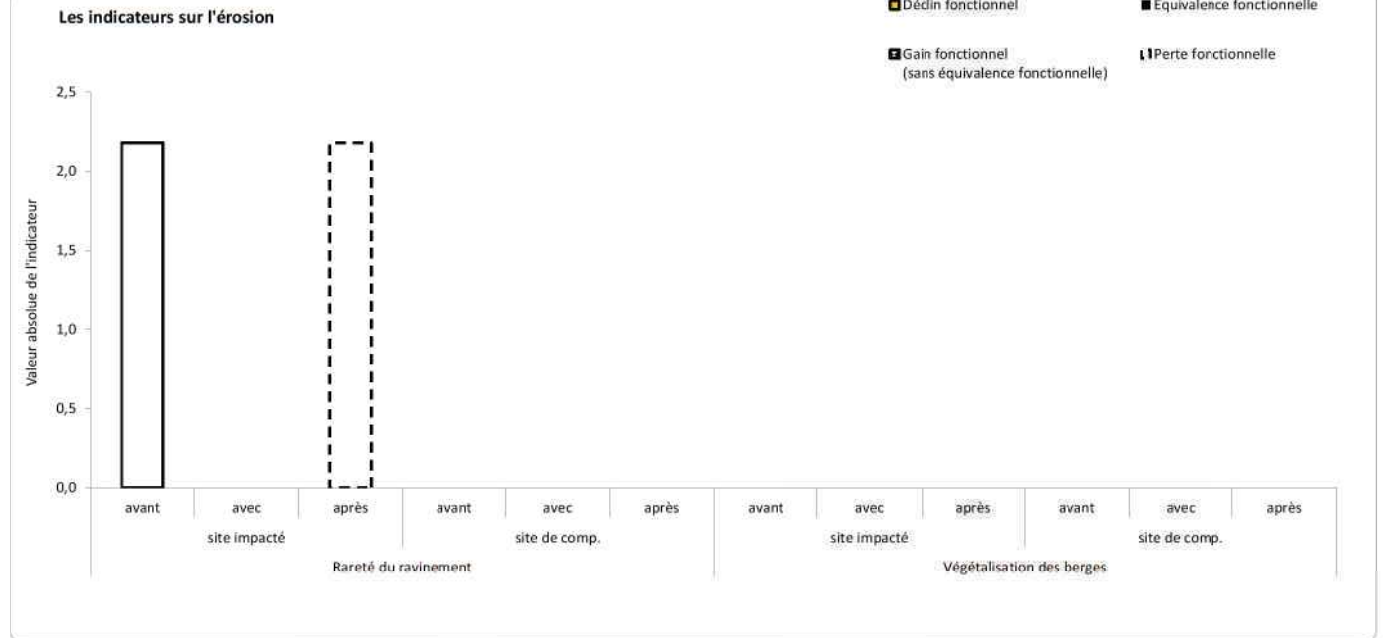 Les indicateurs sur l'érosion
Déclin fonctionnel
Equivalence fonctionnelle
Gain fonctionnel
(sans équivalence fonctionnelle)
Perte fonctionnelle
Valeur absolue de l'indicateur
2,5
2,0
1,5
1,0
0,5
0,0
avant avec après avant avec après avant avec après avant avec après
site impacté site de comp. site impacté site de comp.
Rareté du ravinement Végétalisation des berges